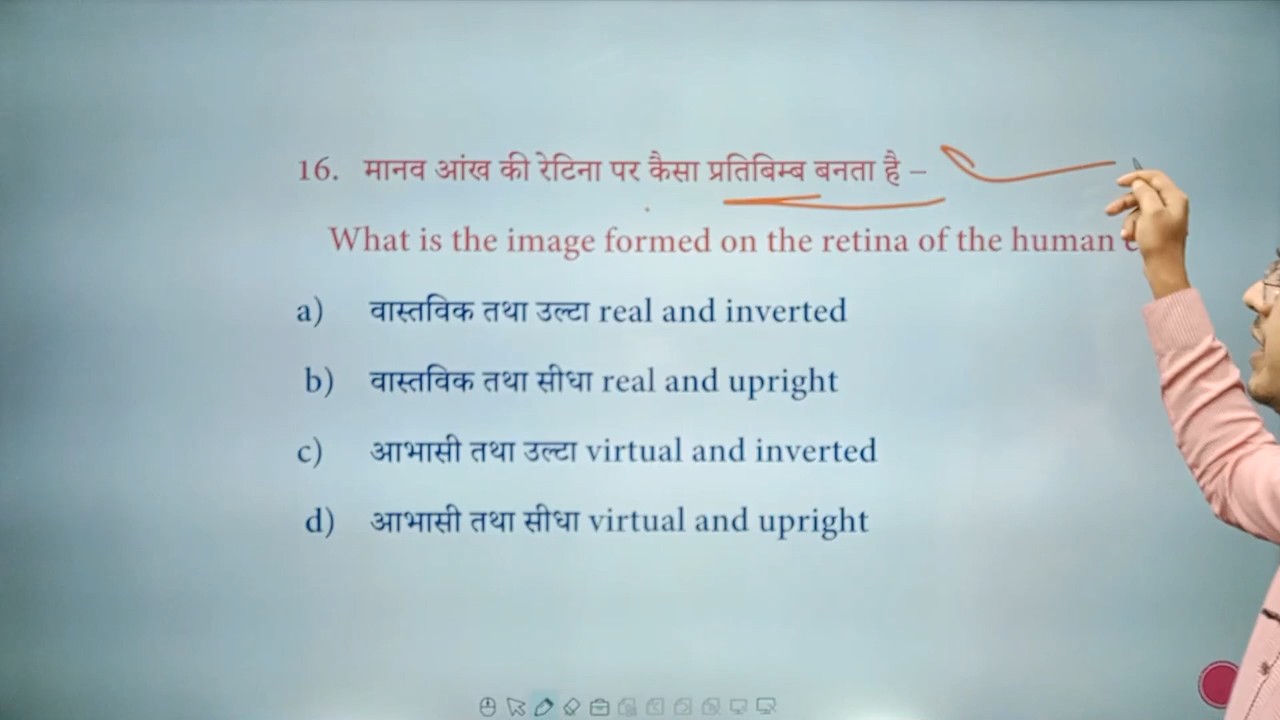 16. मानव आंख की रेटिना पर कैसा प्रतिबिम्ब बनता है –
What is the image formed on the retina of the human
a) वास्तविक तथा उल्टा real and inverted
b) वास्तविक तथा सीधा real and upright
c) आभासी तथा उल्टा virtual and inverted
d) आभासी तथा सीधा virtual and upright